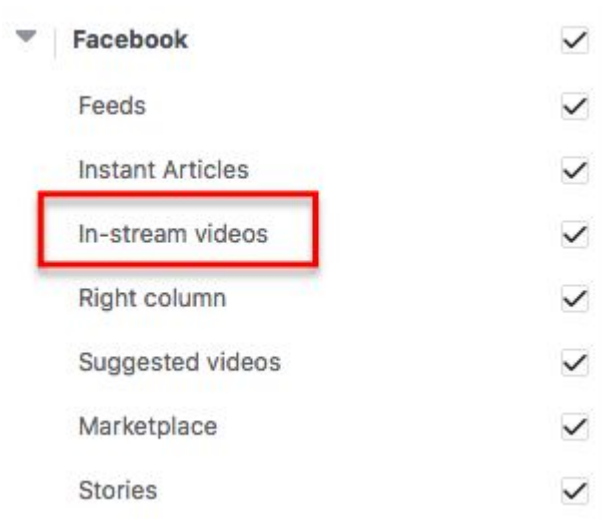 Facebook
Feeds
Instant Articles
In-stream videos
Right column
Suggested videos
Marketplace
Stories